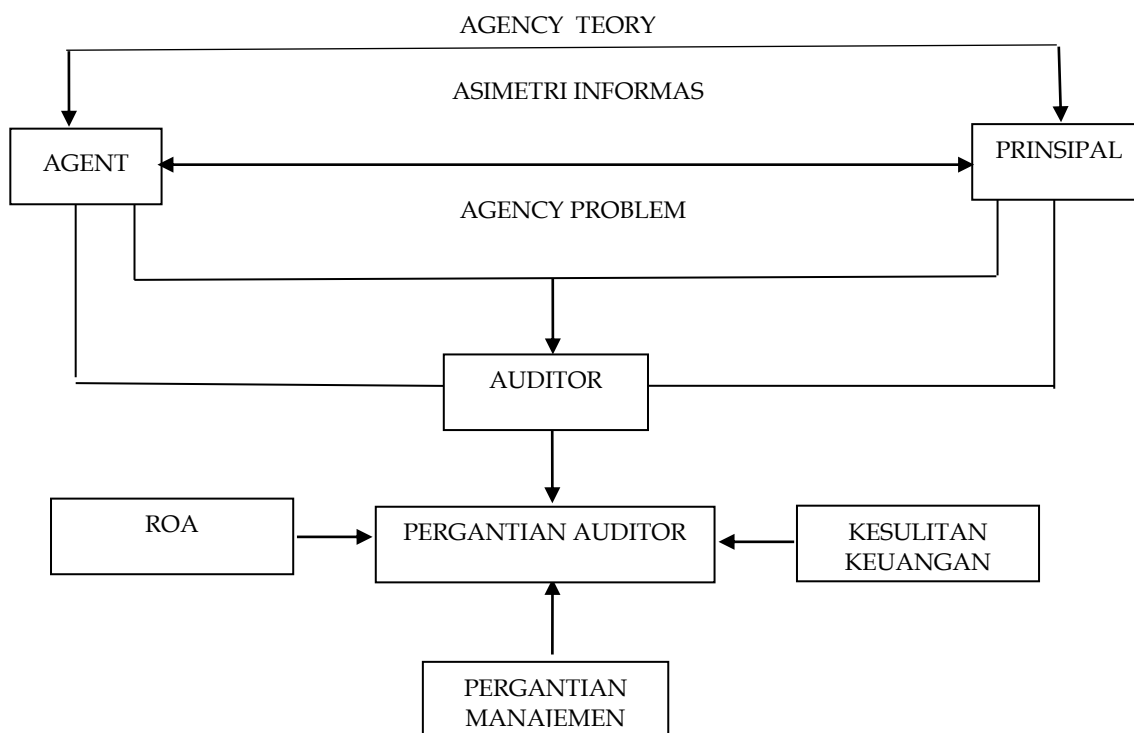 AGENCY TEORY
ASIMETRI INFORMAS
AGENT
PRINSIPAL
AGENCY PROBLEM
AUDITOR
ROA
PERGANTIAN AUDITOR
KESULITAN
KEUANGAN
PERGANTIAN
MANAJEMEN